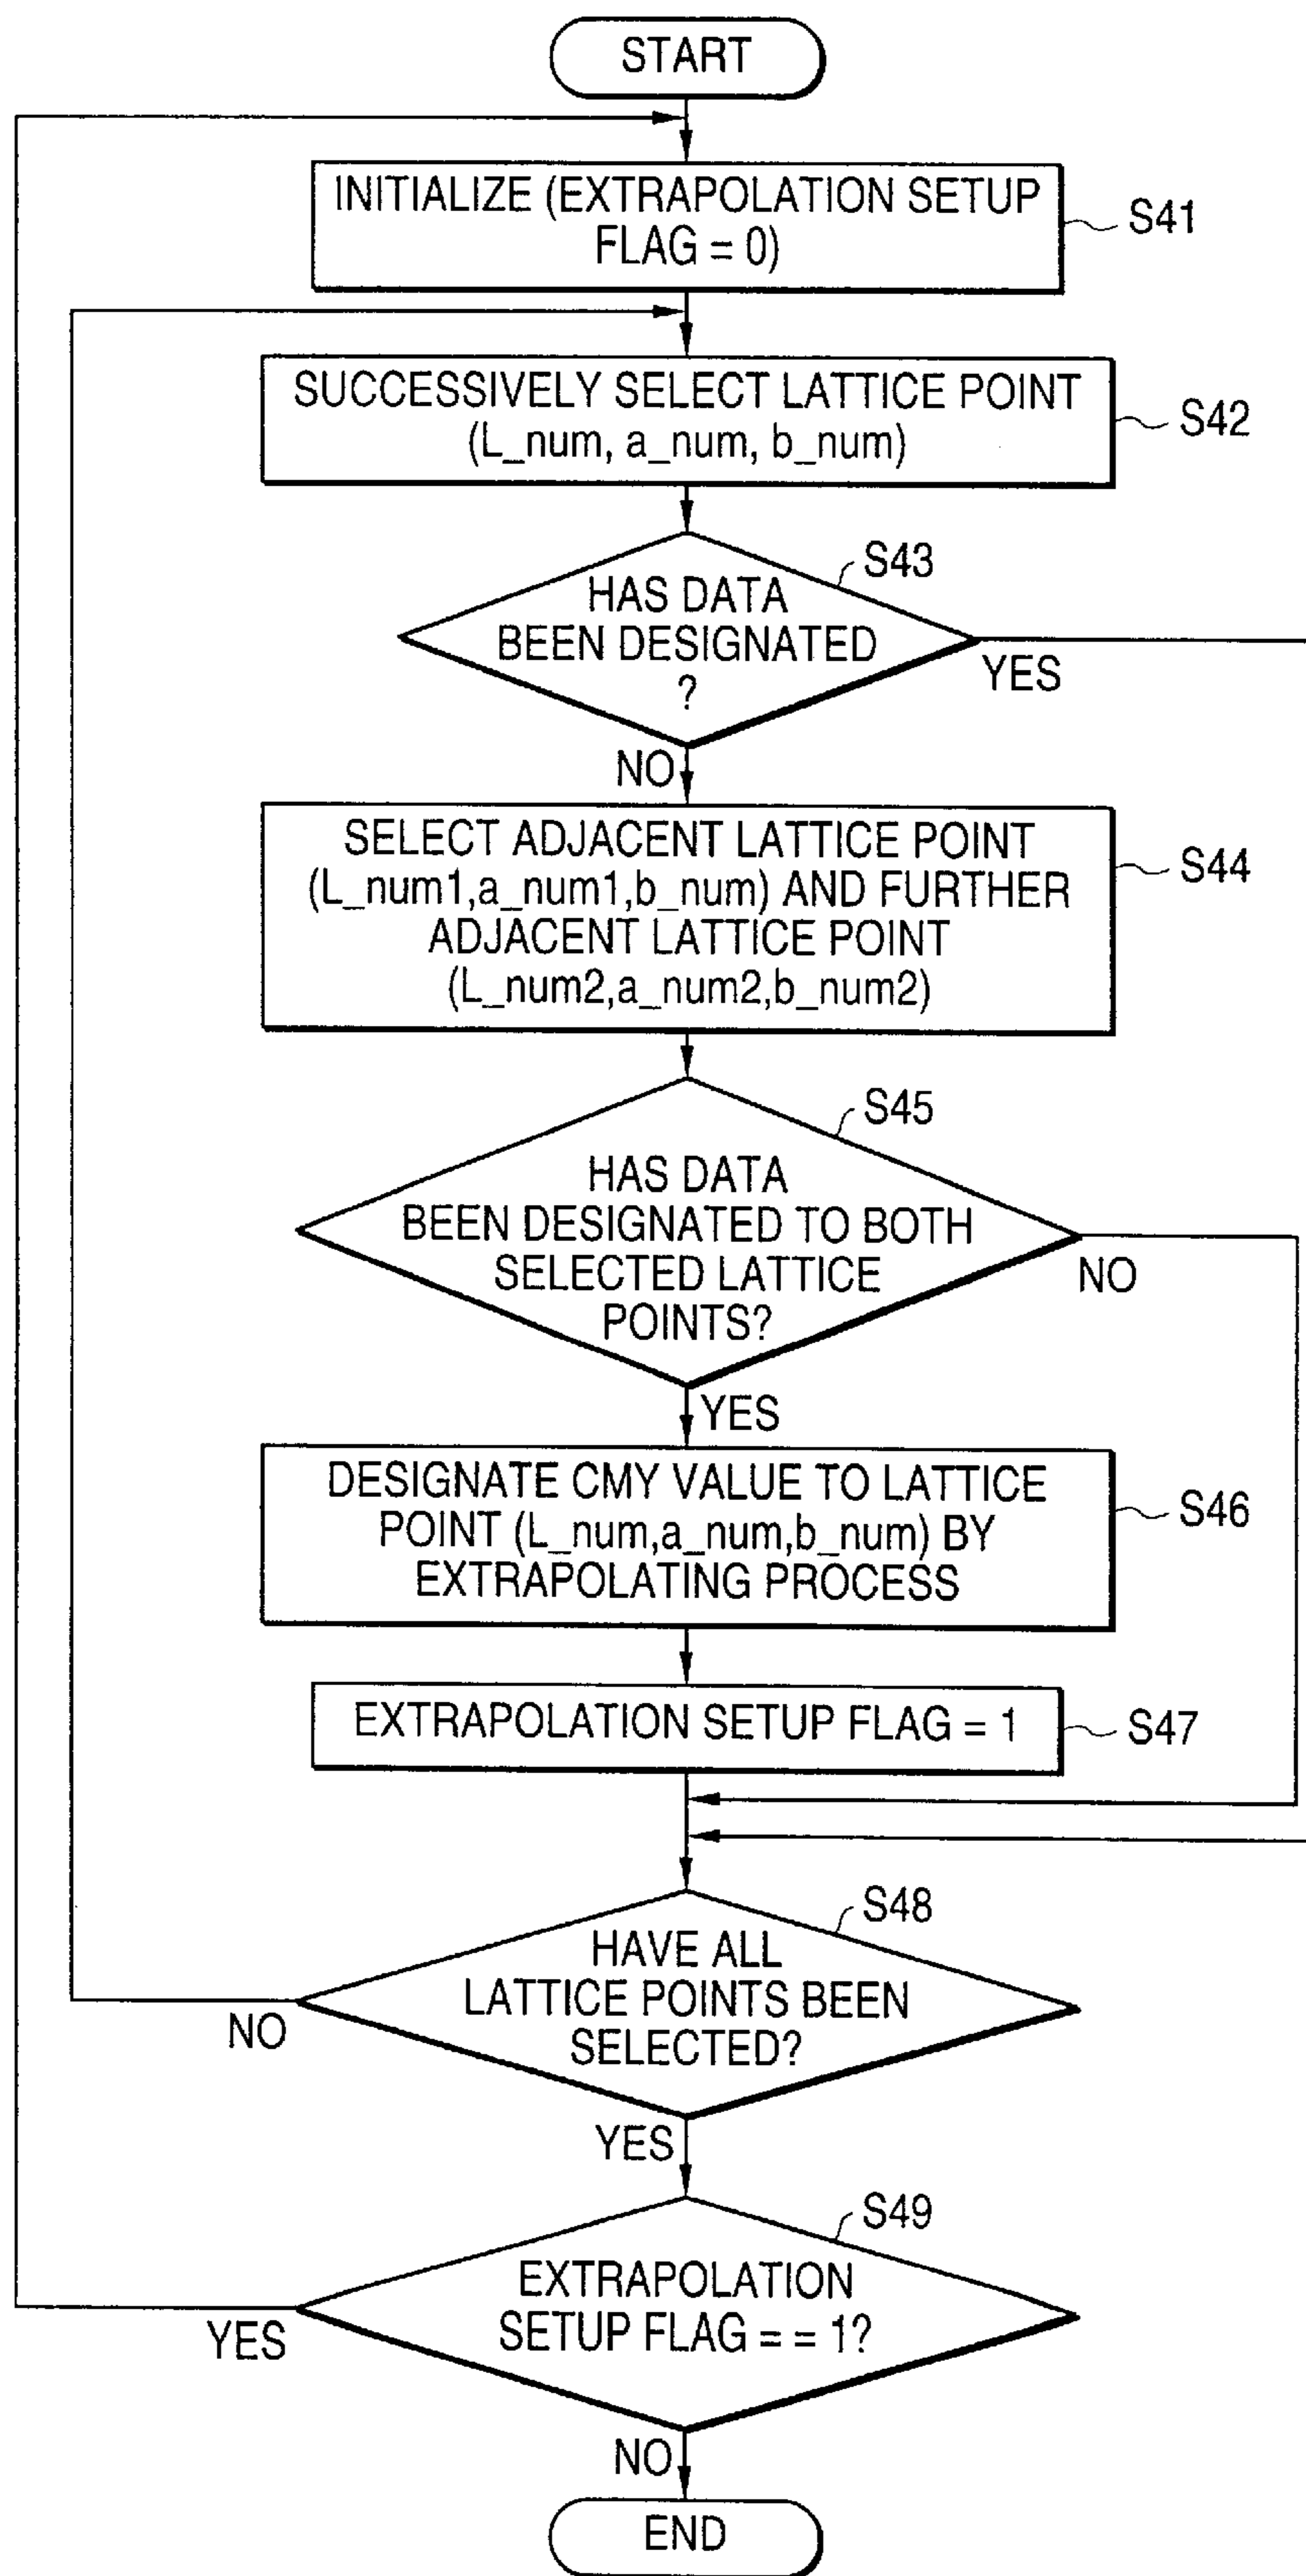 START
INITIALIZE (EXTRAPOLATION SETUP
FLAG = 0)
S41
SUCCESSIVELY SELECT LATTICE POINT
(L_num, a_num, b_num)
S42
S43
HAS DATA
BEEN DESIGNATED
?
YES
NO
SELECT ADJACENT LATTICE POINT
(L_num1,a_num1,b_num) AND FURTHER
ADJACENT LATTICE POINT
(L_num2,a_num2,b_num2)
S44
S45
HAS DATA
BEEN DESIGNATED TO BOTH
SELECTED LATTICE
POINTS?
NO
YES
DESIGNATE CMY VALUE TO LATTICE
POINT (L_num,a_num,b_num) BY
EXTRAPOLATING PROCESS
S46
EXTRAPOLATION SETUP FLAG = 1
S47
S48
HAVE ALL
LATTICE POINTS BEEN
SELECTED?
NO
YES
S49
EXTRAPOLATION
SETUP FLAG = = 1?
YES
NO
END